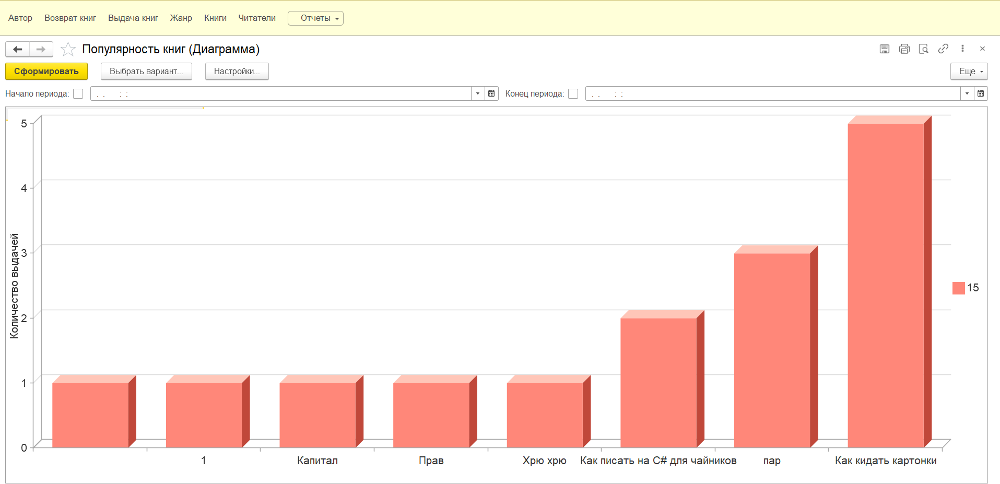 Автор Возврат книг Выдача книг Жанр Книги Читатели Отчеты
Популярность книг (Диаграмма)
Сформировать Выбрать вариант... Настройки... Еще
Начало периода: . . : : Конец периода: . . : :
Количество выдачей
5
4
3
2
1
0
15
1 Капитал Прав Хрю хрю Как писать на C# для чайников пар Как кидать картонки